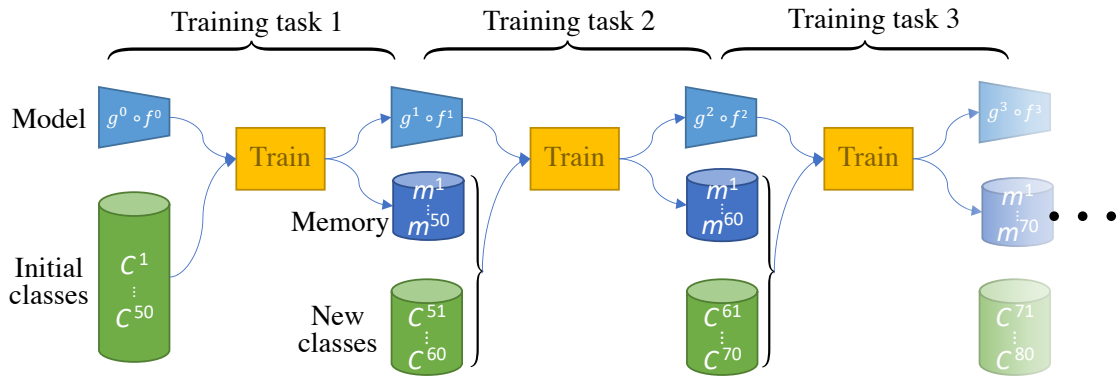 Training task 1
Training task 2
Training task 3
Model
g⁰ ∘ f⁰
g¹ ∘ f¹
g² ∘ f²
g³ ∘ f³
Train
Train
Train
Memory
m¹
⋮
m⁵⁰
m¹
⋮
m⁶⁰
m¹
⋮
m⁷⁰
• • •
Initial
classes
C¹
...
C⁵⁰
New
classes
C⁵¹
⋮
C⁶⁰
C⁶¹
⋮
C⁷⁰
C⁷¹
⋮
C⁸⁰